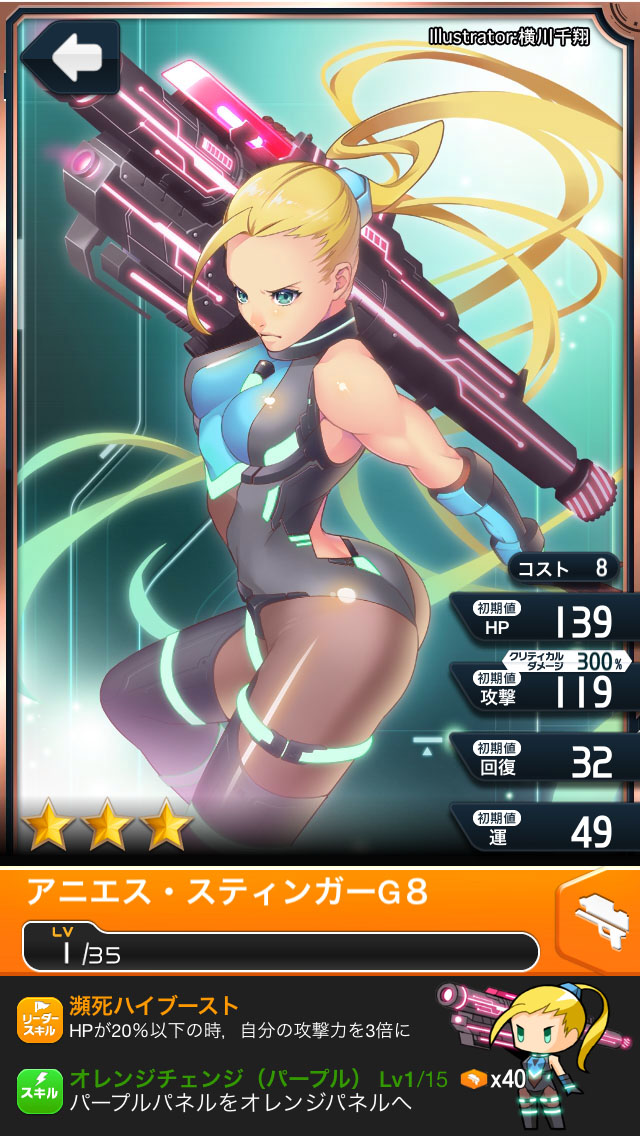 Illustrator:横川千翔
コスト 8
初期値
HP 139
クリティカル
ダメージ 300%
初期値
攻撃 119
初期値
回復 32
初期値
運 49
アニエス・スティンガーG8
LV
1/35
リーダー
スキル
瀕死ハイブースト
HPが20%以下の時，自分の攻撃力を3倍に
スキル
オレンジチェンジ（パープル） Lv1/15 x40
パープルパネルをオレンジパネルへ